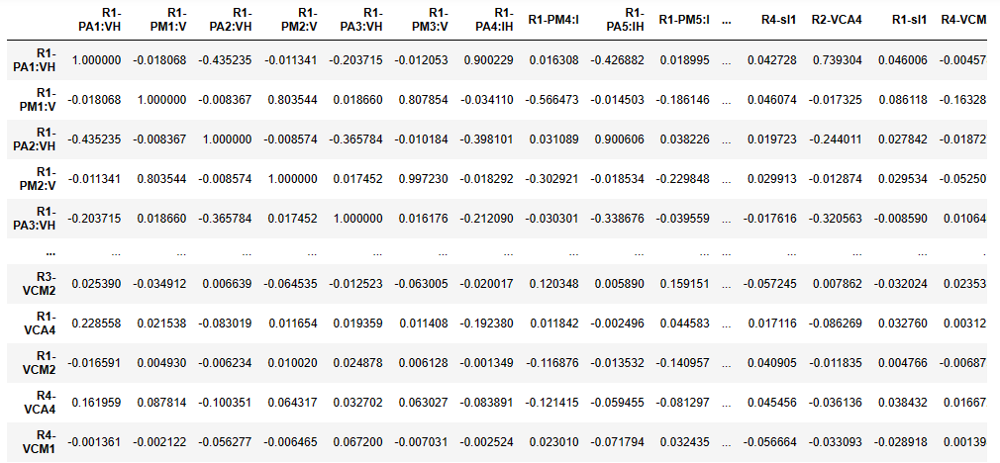 R1-PA1:VH R1-PM1:V R1-PA2:VH R1-PM2:V R1-PA3:VH R1-PM3:V R1-PA4:IH R1-PM4:I R1-PA5:IH R1-PM5:I ... R4-sI1 R2-VCA4 R1-sI1 R4-VCM
R1-PA1:VH 1.000000 -0.018068 -0.435235 -0.011341 -0.203715 -0.012053 0.900229 0.016308 -0.426882 0.018995 ... 0.042728 0.739304 0.046006 -0.00457
R1-PM1:V -0.018068 1.000000 -0.008367 0.803544 0.018660 0.807854 -0.034110 -0.566473 -0.014503 -0.186146 ... 0.046074 -0.017325 0.086118 -0.16328
R1-PA2:VH -0.435235 -0.008367 1.000000 -0.008574 -0.365784 -0.010184 -0.398101 0.031089 0.900606 0.038226 ... 0.019723 -0.244011 0.027842 -0.01872
R1-PM2:V -0.011341 0.803544 -0.008574 1.000000 0.017452 0.997230 -0.018292 -0.302921 -0.018534 -0.229848 ... 0.029913 -0.012874 0.029534 -0.05250
R1-PA3:VH -0.203715 0.018660 -0.365784 0.017452 1.000000 0.016176 -0.212090 -0.030301 -0.338676 -0.039559 ... -0.017616 -0.320563 -0.008590 0.01064
... ... ... ... ... ... ... ... ... ... ... ... ... ... ... .
R3-VCM2 0.025390 -0.034912 0.006639 -0.064535 -0.012523 -0.063005 -0.020017 0.120348 0.005890 0.159151 ... -0.057245 0.007862 -0.032024 0.02353
R1-VCA4 0.228558 0.021538 -0.083019 0.011654 0.019359 0.011408 -0.192380 0.011842 -0.002496 0.044583 ... 0.017116 -0.086269 0.032760 0.00312
R1-VCM2 -0.016591 0.004930 -0.006234 0.010020 0.024878 0.006128 -0.001349 -0.116876 -0.013532 -0.140957 ... 0.040905 -0.011835 0.004766 -0.00687
R4-VCA4 0.161959 0.087814 -0.100351 0.064317 0.032702 0.063027 -0.083891 -0.121415 -0.059455 -0.081297 ... 0.045456 -0.036136 0.038432 0.01667
R4-VCM1 -0.001361 -0.002122 -0.056277 -0.006465 0.067200 -0.007031 -0.002524 0.023010 -0.071794 0.032435 ... -0.056664 -0.033093 -0.028918 0.00139